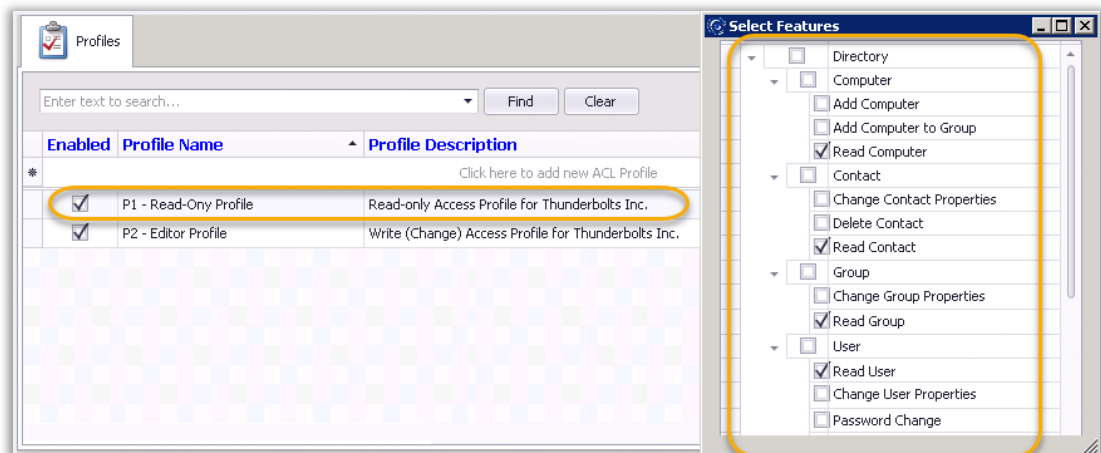 Profiles
Enter text to search...
Find
Clear
Enabled
Profile Name
Profile Description
Click here to add new ACL Profile
P1 - Read-Ony Profile
Read-only Access Profile for Thunderbolts Inc.
P2 - Editor Profile
Write (Change) Access Profile for Thunderbolts Inc.
Select Features
Directory
Computer
Add Computer
Add Computer to Group
Read Computer
Contact
Change Contact Properties
Delete Contact
Read Contact
Group
Change Group Properties
Read Group
User
Read User
Change User Properties
Password Change